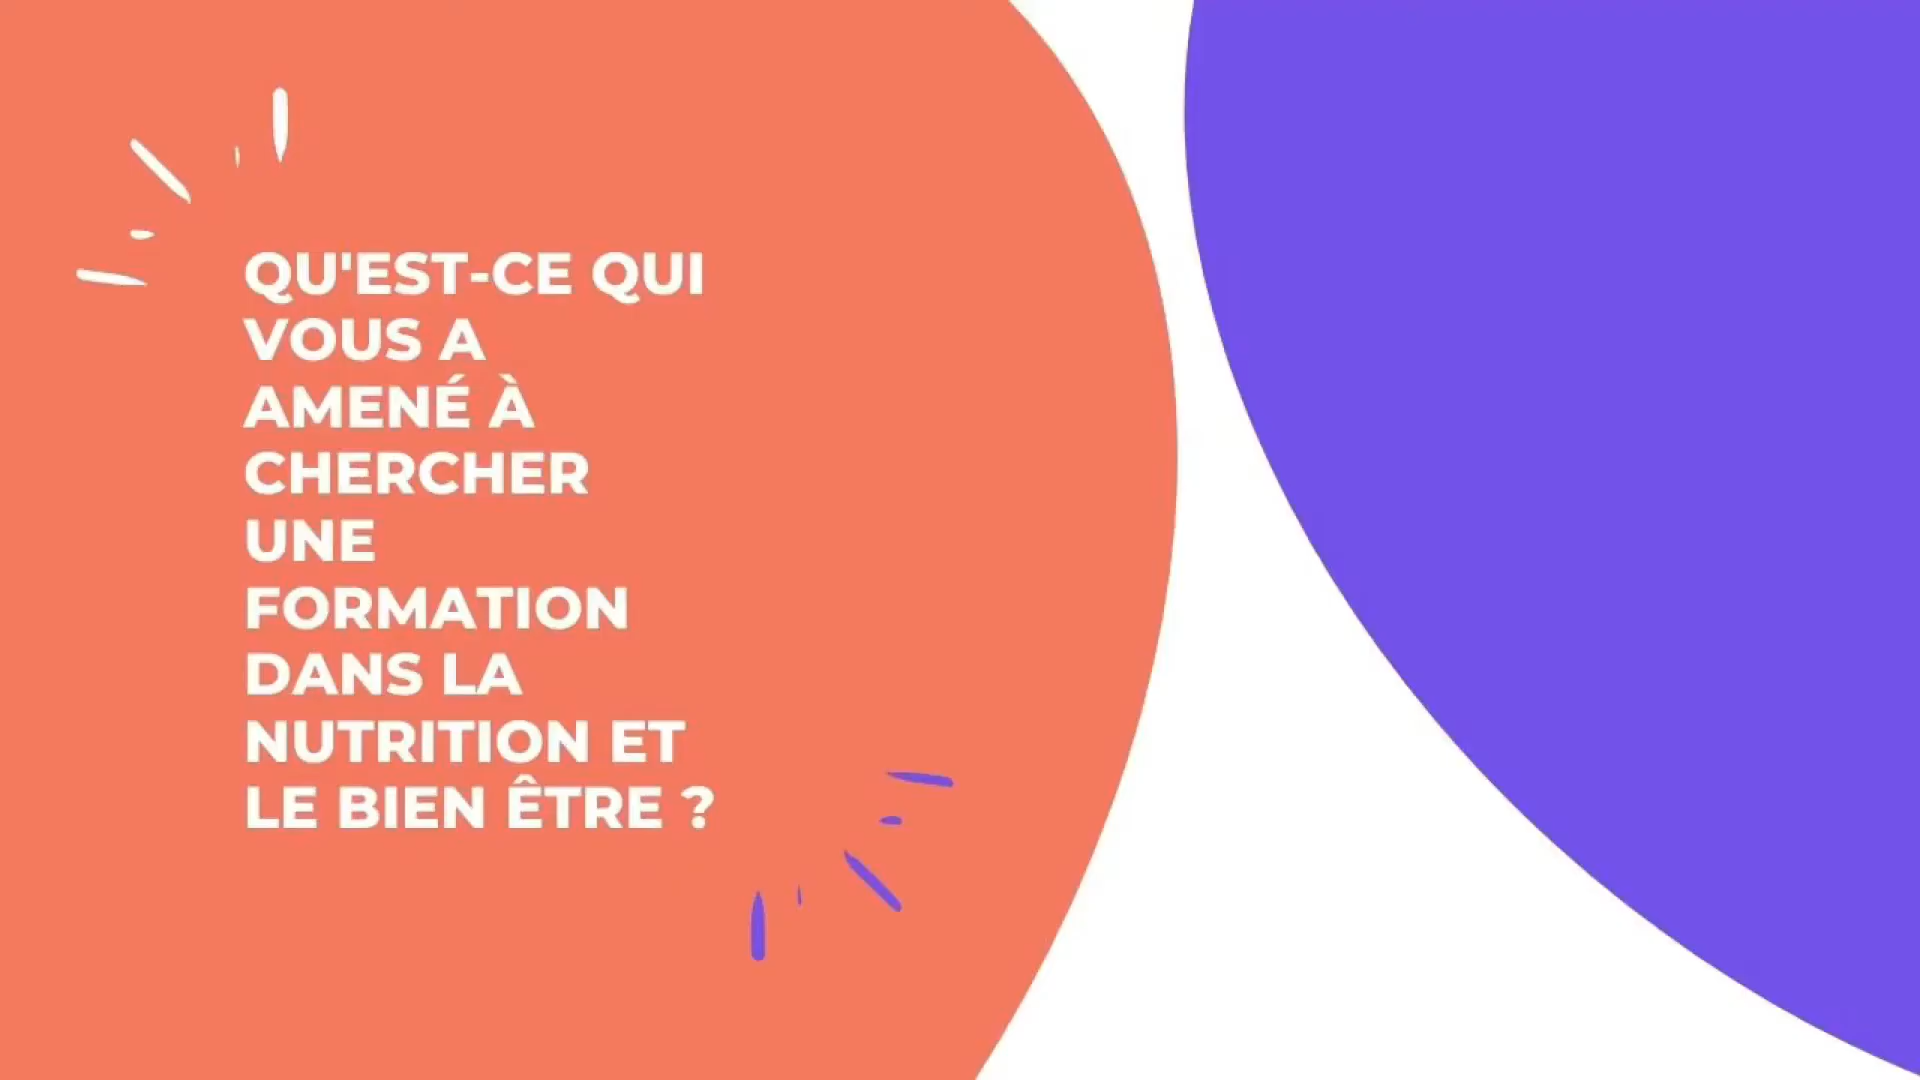 QU'EST-CE QUI
VOUS A
AMENÉ À
CHERCHER
UNE
FORMATION
DANS LA
NUTRITION ET
LE BIEN ÊTRE ?